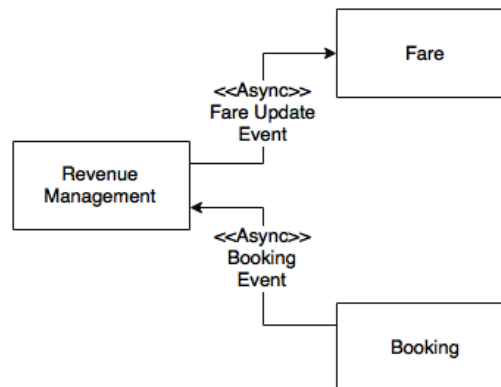 Fare
<<Async>>
Fare Update
Event
Revenue
Management
<<Async>>
Booking
Event
Booking